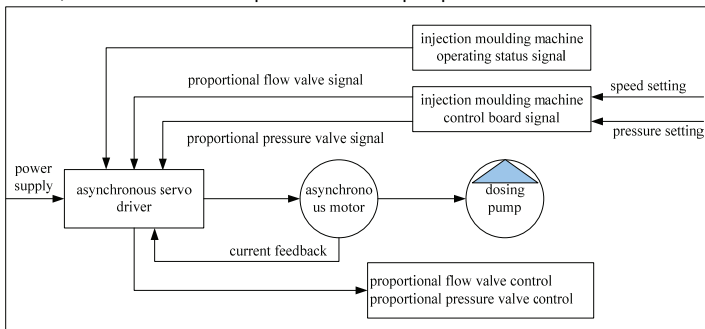 injection moulding machine
operating status signal
proportional flow valve signal
speed setting
injection moulding machine
control board signal
proportional pressure valve signal
pressure setting
power
supply
asynchronous servo
driver
asynchrono
us motor
dosing
pump
current feedback
proportional flow valve control
proportional pressure valve control